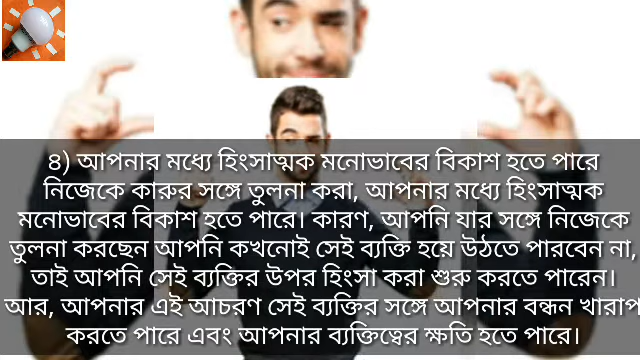 ৪) আপনার মধ্যে হিংসাত্মক মনোভাবের বিকাশ হতে পারে
নিজেকে কারুর সঙ্গে তুলনা করা, আপনার মধ্যে হিংসাত্মক
মনোভাবের বিকাশ হতে পারে। কারণ, আপনি যার সঙ্গে নিজেকে
তুলনা করছেন আপনি কখনোই সেই ব্যক্তি হয়ে উঠতে পারবেন না,
তাই আপনি সেই ব্যক্তির উপর হিংসা করা শুরু করতে পারেন।
আর, আপনার এই আচরণ সেই ব্যক্তির সঙ্গে আপনার বন্ধন খারাপ
করতে পারে এবং আপনার ব্যক্তিত্বের ক্ষতি হতে পারে।